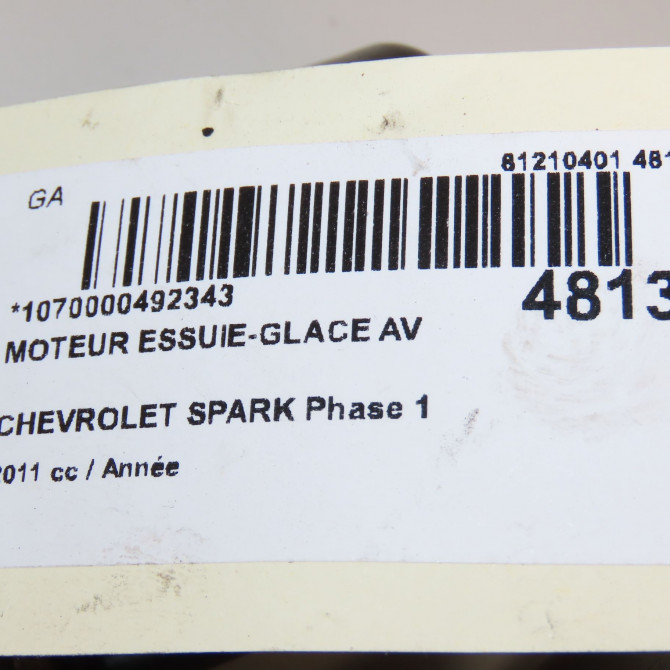 GA
81210401 481
*1070000492343
4813
MOTEUR ESSUIE-GLACE AV
CHEVROLET SPARK Phase 1
2011 cc / Année